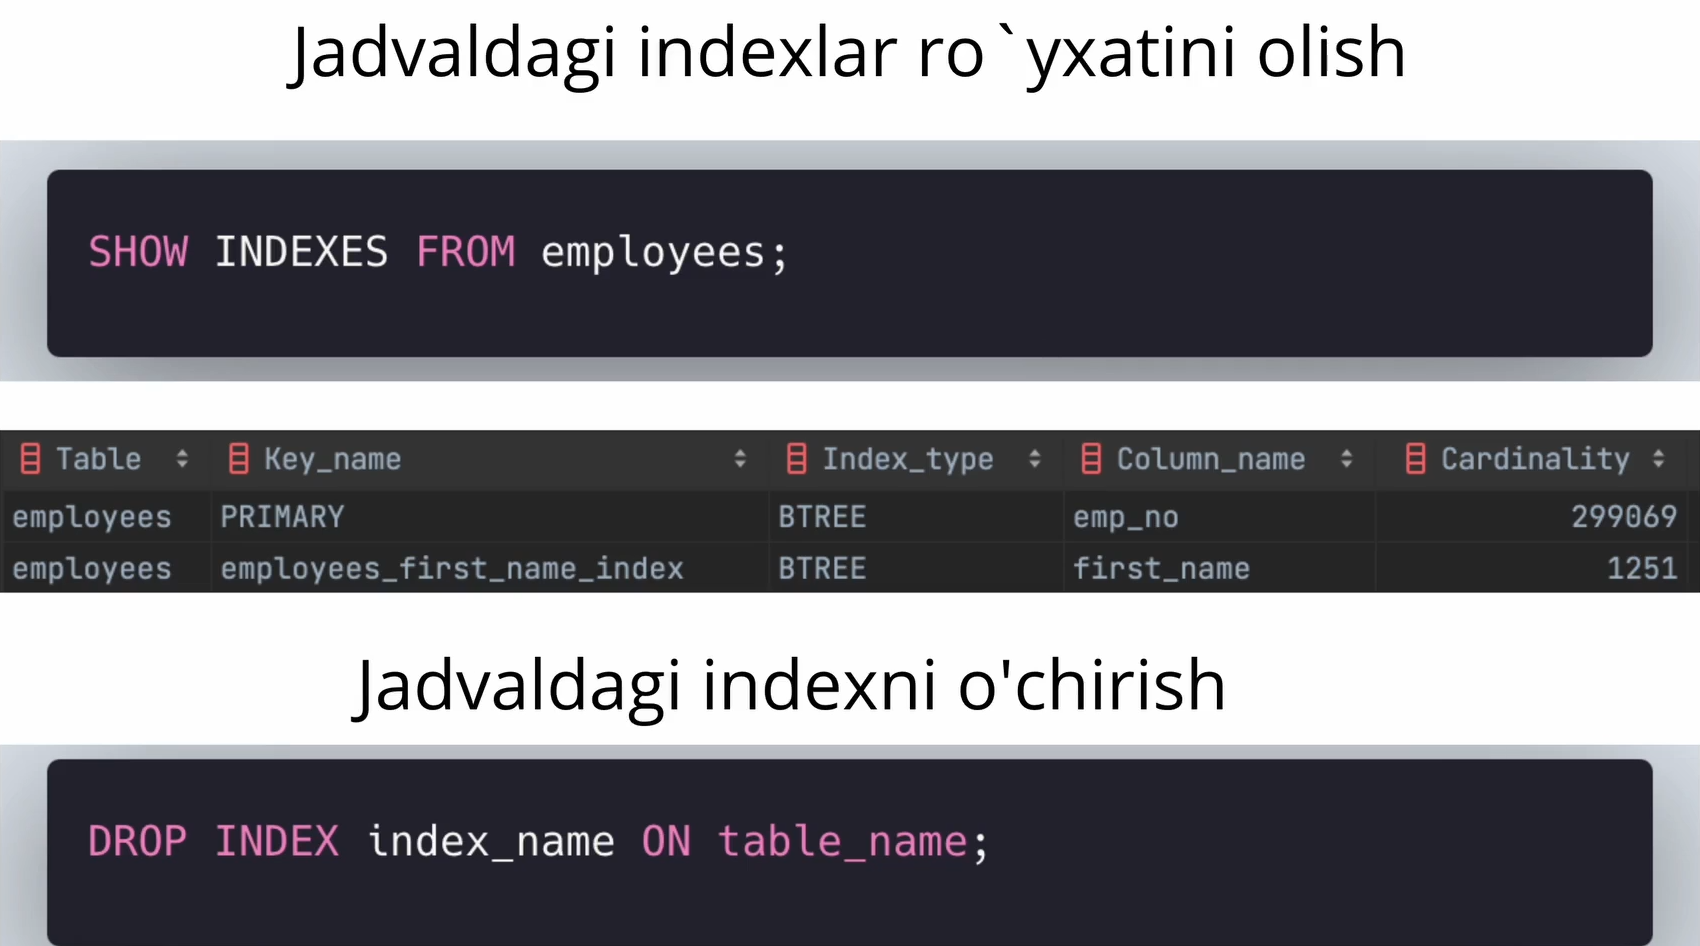 Jadvaldagi indexlar ro`yxatini olish
SHOW INDEXES FROM employees;
Table Key_name Index_type Column_name Cardinality
employees PRIMARY BTREE emp_no 299069
employees employees_first_name_index BTREE first_name 1251
Jadvaldagi indexni o'chirish
DROP INDEX index_name ON table_name;